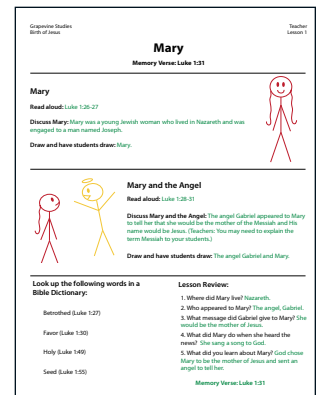 Grapevine Studies
Birth of Jesus
Teacher
Lesson 1
Mary
Memory Verse: Luke 1:31
Mary
Read aloud: Luke 1:26-27
Discuss Mary: Mary was a young Jewish woman who lived in Nazareth and was
engaged to a man named Joseph.
Draw and have students draw: Mary.
Mary and the Angel
Read aloud: Luke 1:28-31
Discuss Mary and the Angel: The angel Gabriel appeared to Mary
to tell her that she would be the mother of the Messiah and His
name would be Jesus. (Teachers: You may need to explain the
term Messiah to your students.)
Draw and have students draw: The angel Gabriel and Mary.
Look up the following words in a
Bible Dictionary:
Betrothed (Luke 1:27)
Favor (Luke 1:30)
Holy (Luke 1:49)
Seed (Luke 1:55)
Lesson Review:
1. Where did Mary live? Nazareth.
2. Who appeared to Mary? The angel, Gabriel.
3. What message did Gabriel give to Mary? She
would be the mother of Jesus.
4. What did Mary do when she heard the
news? She sang a song to God.
5. What did you learn about Mary? God chose
Mary to be the mother of Jesus and sent an
angel to tell her.
Memory Verse: Luke 1:31